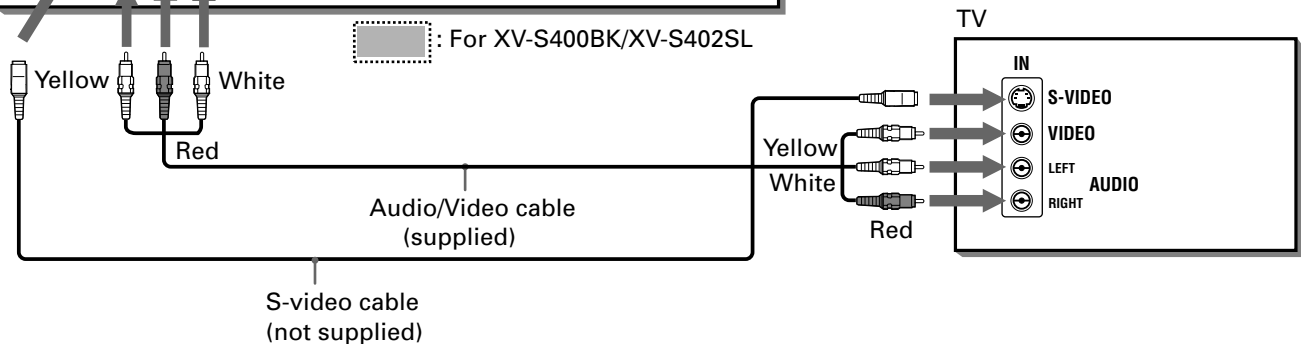 TV
: For XV-S400BK/XV-S402SL
IN
Yellow
White
S-VIDEO
VIDEO
Red
Yellow
LEFT
White
AUDIO
RIGHT
Audio/Video cable
(supplied)
Red
S-video cable
(not supplied)